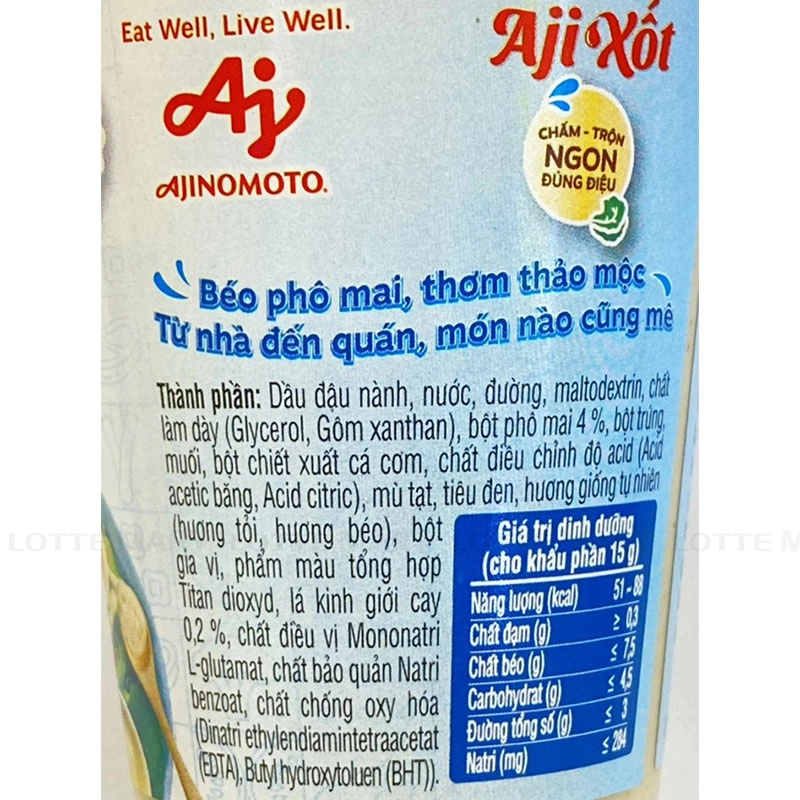 Eat Well, Live Well.
AJINOMOTO.
Aji Xốt
CHẤM - TRỘN
NGON
ĐÚNG ĐIỆU
Béo phô mai, thơm thảo mộc
Từ nhà đến quán, món nào cũng mê
Thành phần: Dầu đậu nành, nước, đường, maltodextrin, chất
làm dày (Glycerol, Gôm xanthan), bột phô mai 4 %, bột trứng,
muối, bột chiết xuất cá cơm, chất điều chỉnh độ acid (Acid
acetic băng, Acid citric), mù tạt, tiêu đen, hương giống tự nhiên
(hương tỏi, hương béo), bột
gia vị, phẩm màu tổng hợp
Titan dioxyd, lá kinh giới cay
0,2 %, chất điều vị Mononatri
L-glutamat, chất bảo quản Natri
benzoat, chất chống oxy hóa
(Dinatri ethylendiamintetraacetat
(EDTA), Butyl hydroxytoluen (BHT)).
Giá trị dinh dưỡng
(cho khẩu phần 15 g)
Năng lượng (kcal) 51 - 88
Chất đạm (g) ≥ 0,3
Chất béo (g) ≤ 7,5
Carbohydrat (g) ≤ 4,5
Đường tổng số (g) ≤ 3
Natri (mg) ≤ 284
LOTTE
LOTTE M